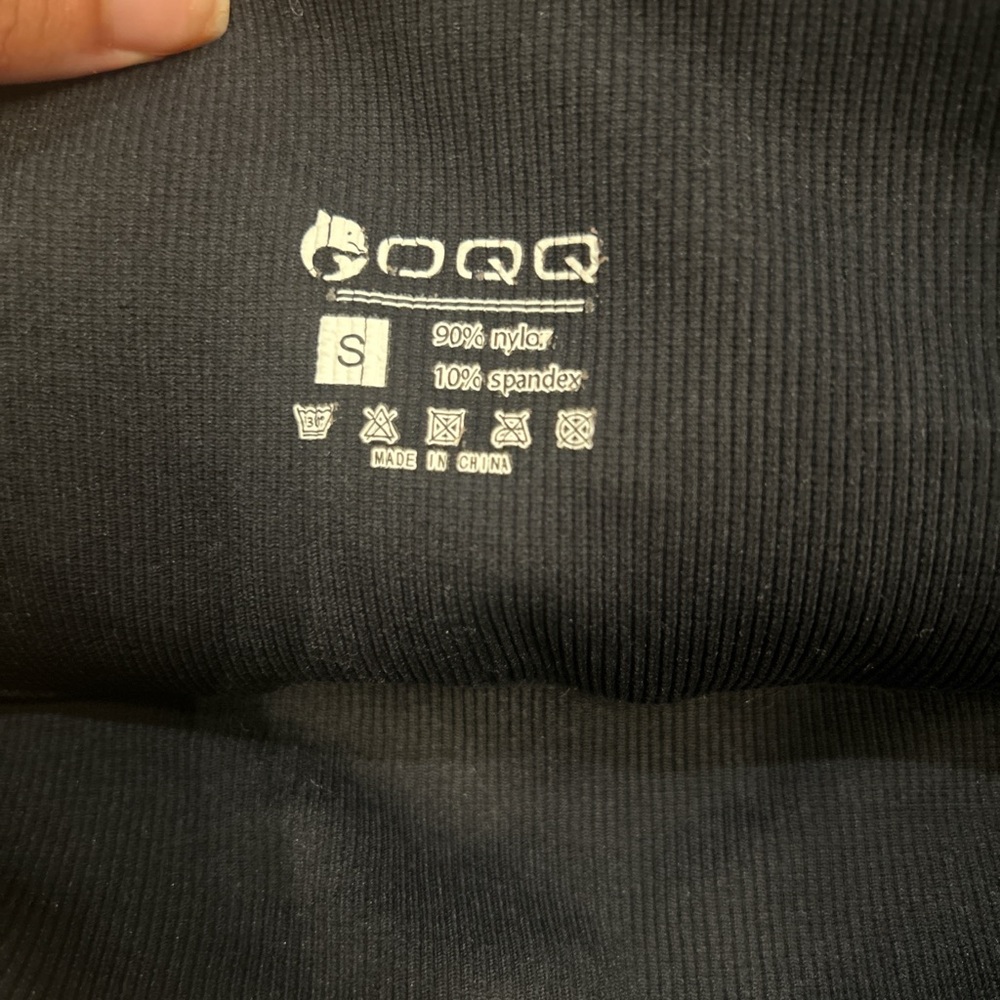 OQQ
S
90% nylon
10% spandex
MADE IN CHINA